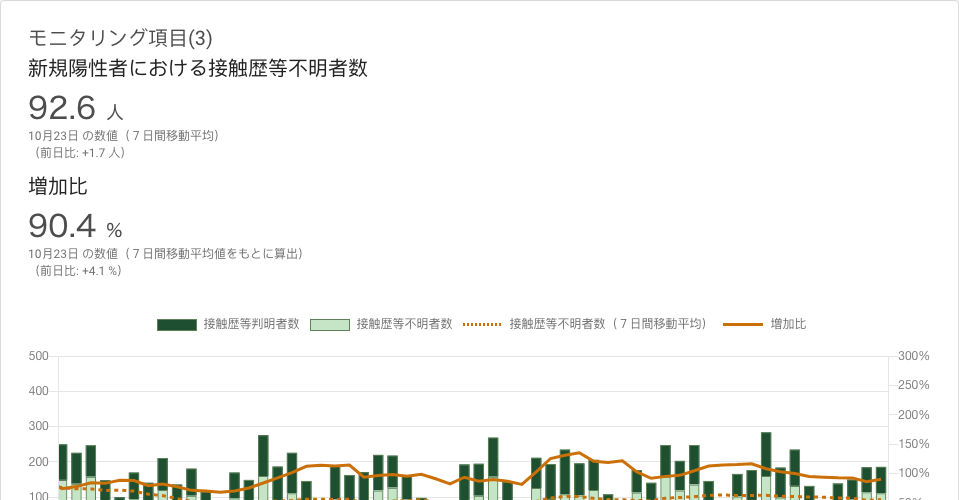 モニタリング項目(3)
新規陽性者における接触歴等不明者数
92.6 人
10月23日 の数値（７日間移動平均）
（前日比: +1.7 人）
増加比
90.4 %
10月23日 の数値（７日間移動平均値をもとに算出）
（前日比: +4.1 %）
接触歴等判明者数 接触歴等不明者数 接触歴等不明者数（７日間移動平均） 増加比
500 300%
250%
400
200%
300
150%
200
100%
100